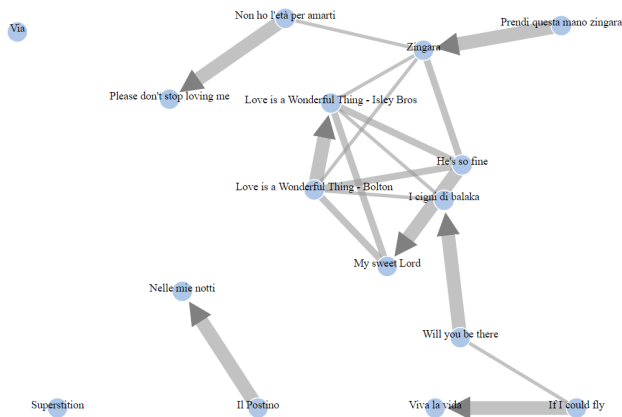 Non ho l'età per amarti
Via
Prendi questa mano zingara
Zingara
Please don't stop loving me
Love is a Wonderful Thing - Isley Bros
He's so fine
Love is a Wonderful Thing - Bolton
I cigni di balaka
My sweet Lord
Nelle mie notti
Will you be there
Superstition
Il Postino
Viva la vida
If I could fly